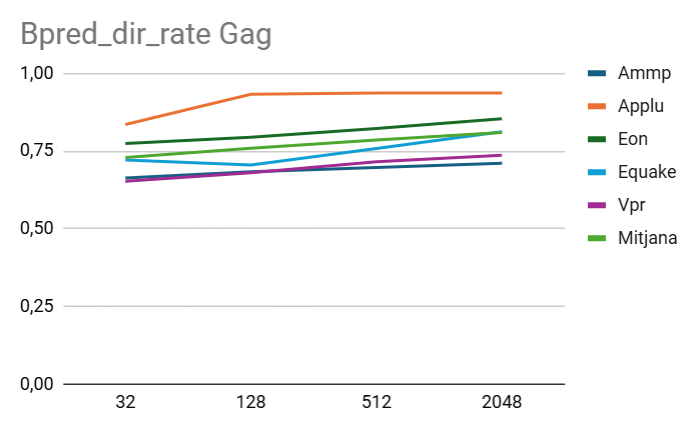 Bpred_dir_rate Gag
1,00
0,75
0,50
0,25
0,00
32 128 512 2048
Ammp
Applu
Eon
Equake
Vpr
Mitjana